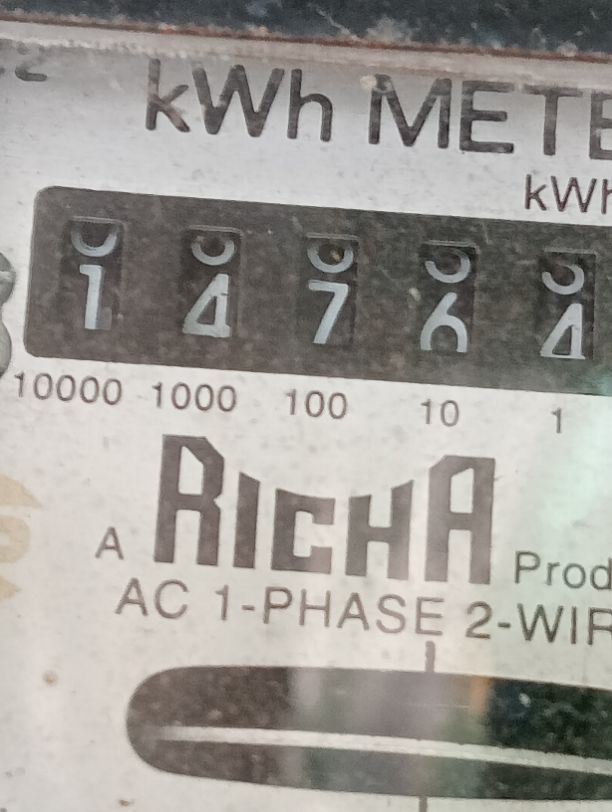 kWh METE
kWh
1 4 7 6 4
10000 1000 100 10 1
RICHA
A Prod
AC 1-PHASE 2-WIR